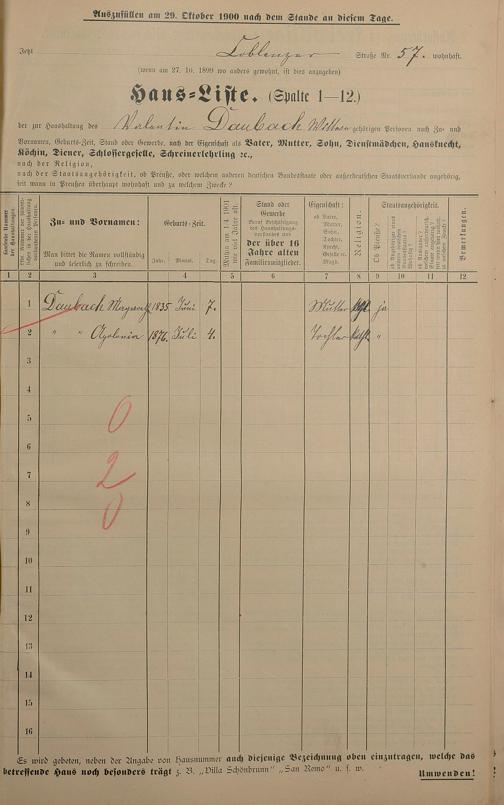 Auszufüllen am 29. Oktober 1900 nach dem Stande an diesem Tage.
Jetzt Coblenzer Straße Nr. 57. wohnhaft.
(wenn am 27. 10. 1899 wo anders gewohnt, ist dies anzugeben)
Haus-Liste. (Spalte 1—12.)
der zur Haushaltung des Valentin Daubach Witwe gehörigen Personen nach Zu- und
Vornamen, Geburts-Zeit, Stand oder Gewerbe, nach der Eigenschaft als Vater, Mutter, Sohn, Dienstmädchen, Hausknecht,
Köchin, Diener, Schlossergeselle, Schreinerlehrling ꝛc.,
nach der Religion,
nach der Staatsangehörigkeit, ob Preuße, oder welchem anderen deutschen Bundesstaate oder außerdeutschen Staatsverbande angehörig,
seit wann in Preußen überhaupt wohnhaft und zu welchem Zwecke?
Zu- und Vornamen:
Man bittet die Namen vollständig
und leserlich zu schreiben.
Geburts-Zeit.
Jahr. Monat. Tag.
Stand oder
Gewerbe
der über 16
Jahre alten
Familienmitglieder.
Eigenschaft:
ob Vater,
Mutter,
Sohn,
Tochter,
Knecht,
Geselle o.
Magd.
Religion.
Staatsangehörigkeit.
Ob Preuße?
Bemerkungen.
1 2 3 4 5 6 7 8 9 10 11 12
1 Daubach 1835 Juni 7. Mutter kthl. ja
2 " " Apolonia 1876. Juli 4. Tochter kthl. "
3
4
5
0
6
7
2
8
0
9
10
11
12
13
14
15
16
Es wird gebeten, neben der Angabe von Hausnummer auch diejenige Bezeichnung oben einzutragen, welche das
betreffende Haus noch besonders trägt z. B. „Villa Schönbrunn" „San Remo" u. s. w.
Umwenden!